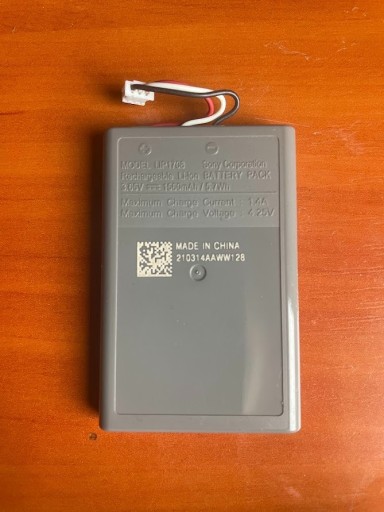 MODEL LIP1708 Sony Corporation
Rechargeable Li-ion BATTERY PACK
3.65V 1560mAh / 5.7Wh
Maximum Charge Current : 1.4A
Maximum Charge Voltage : 4.25V
MADE IN CHINA
210314AAWW128